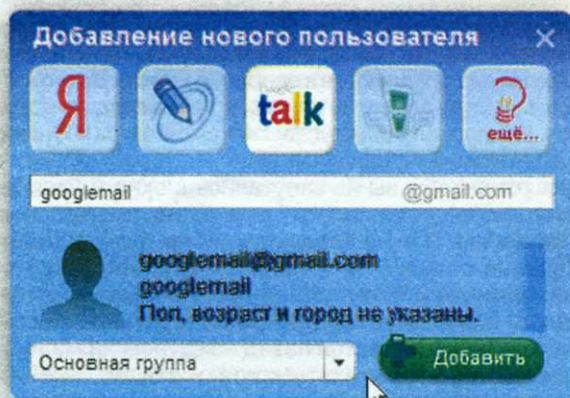 Добавление нового пользователя
Я
talk
ещё...
googlemail @gmail.com
googlemail@gmail.com
googlemail
Пол, возраст и город не указаны.
Основная группа
Добавить